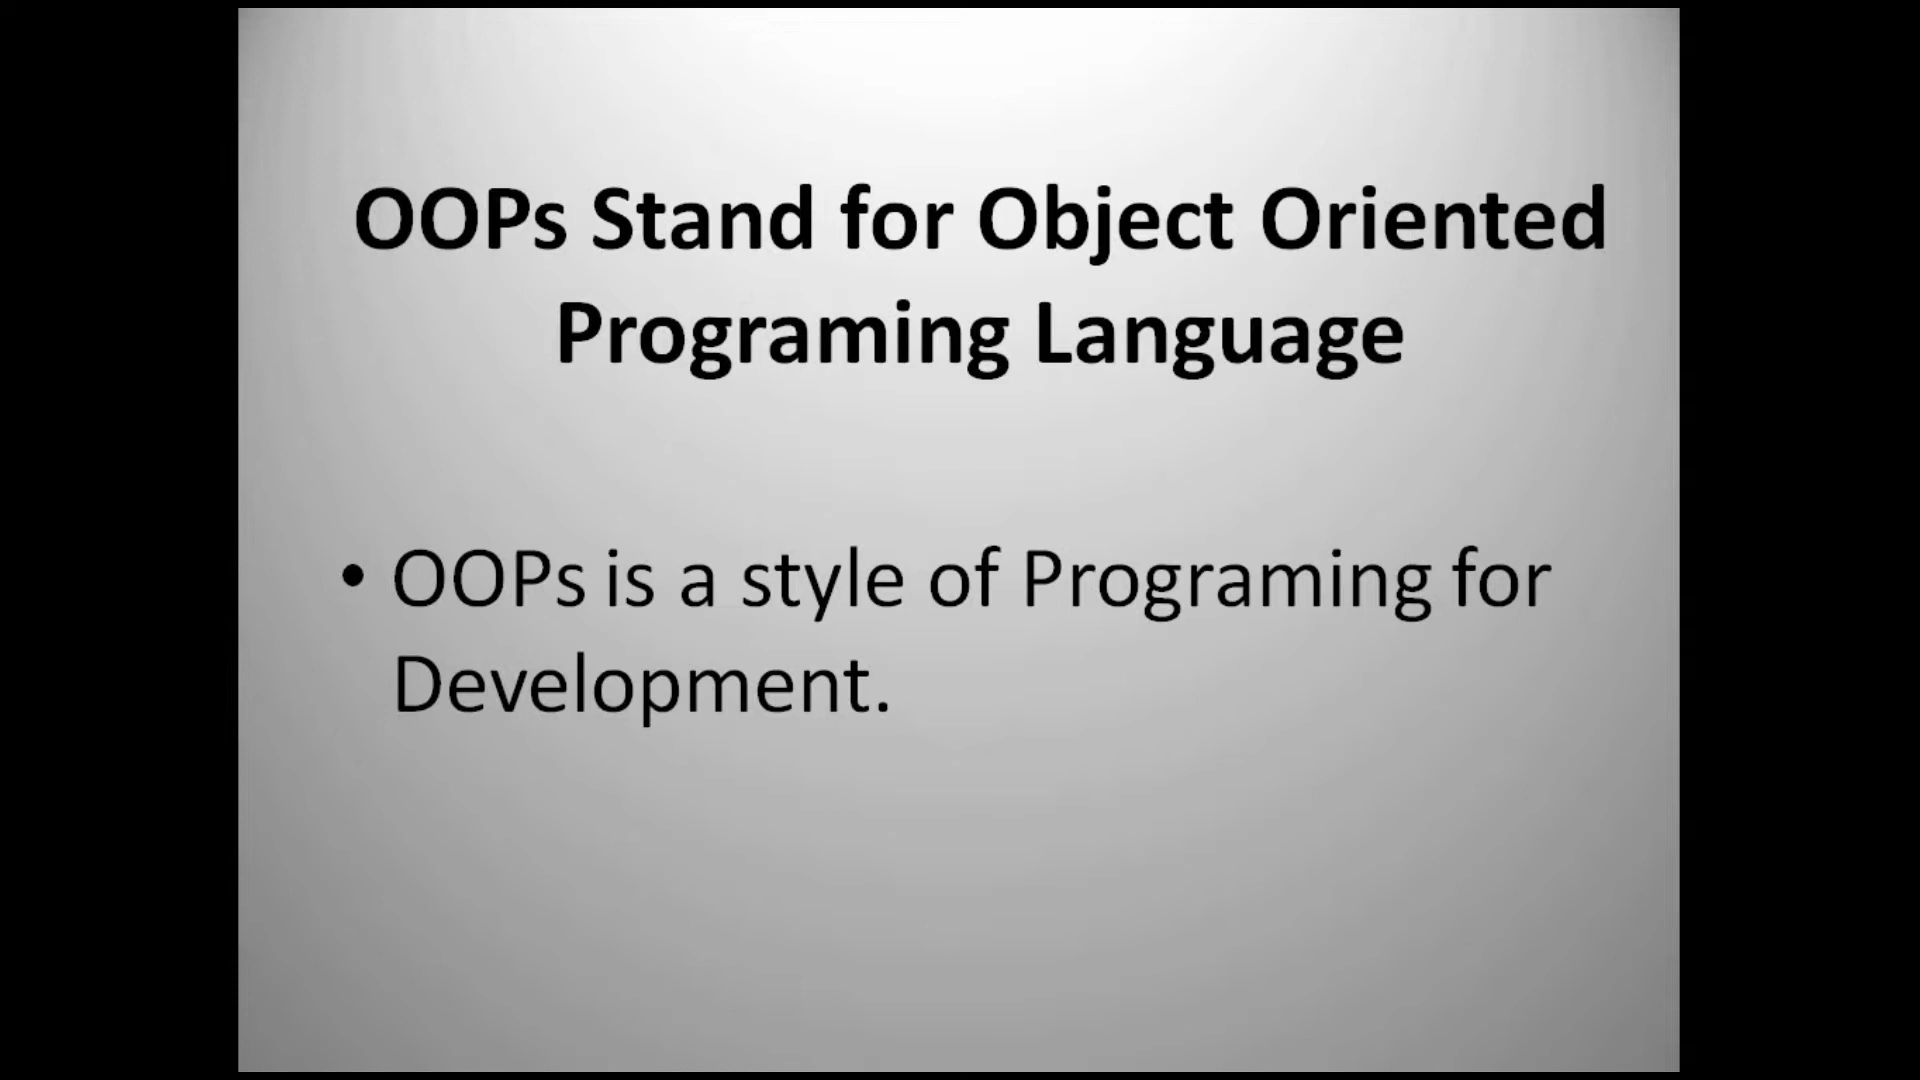 OOPs Stand for Object Oriented
Programing Language
• OOPs is a style of Programing for
Development.